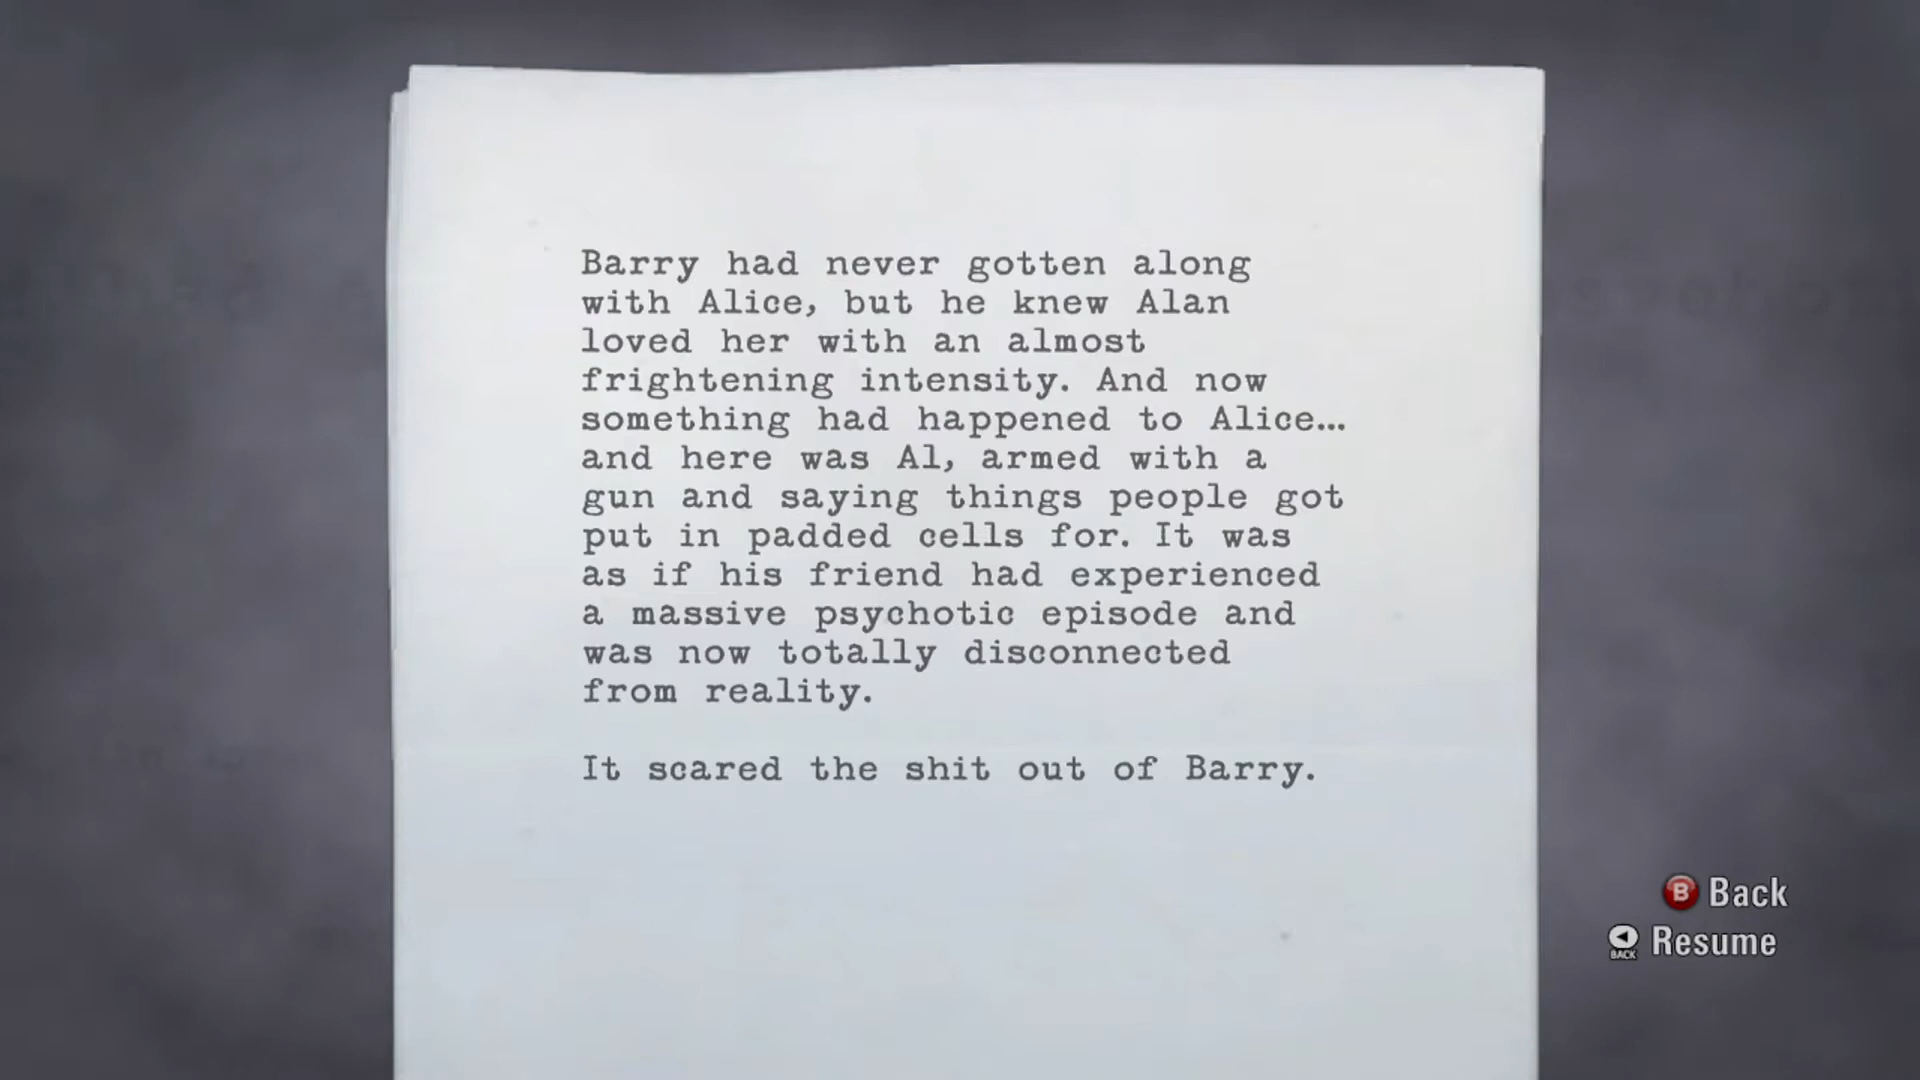 Barry had never gotten along
with Alice, but he knew Alan
loved her with an almost
frightening intensity. And now
something had happened to Alice…
and here was Al, armed with a
gun and saying things people got
put in padded cells for. It was
as if his friend had experienced
a massive psychotic episode and
was now totally disconnected
from reality.
It scared the shit out of Barry.
B Back
BACK Resume